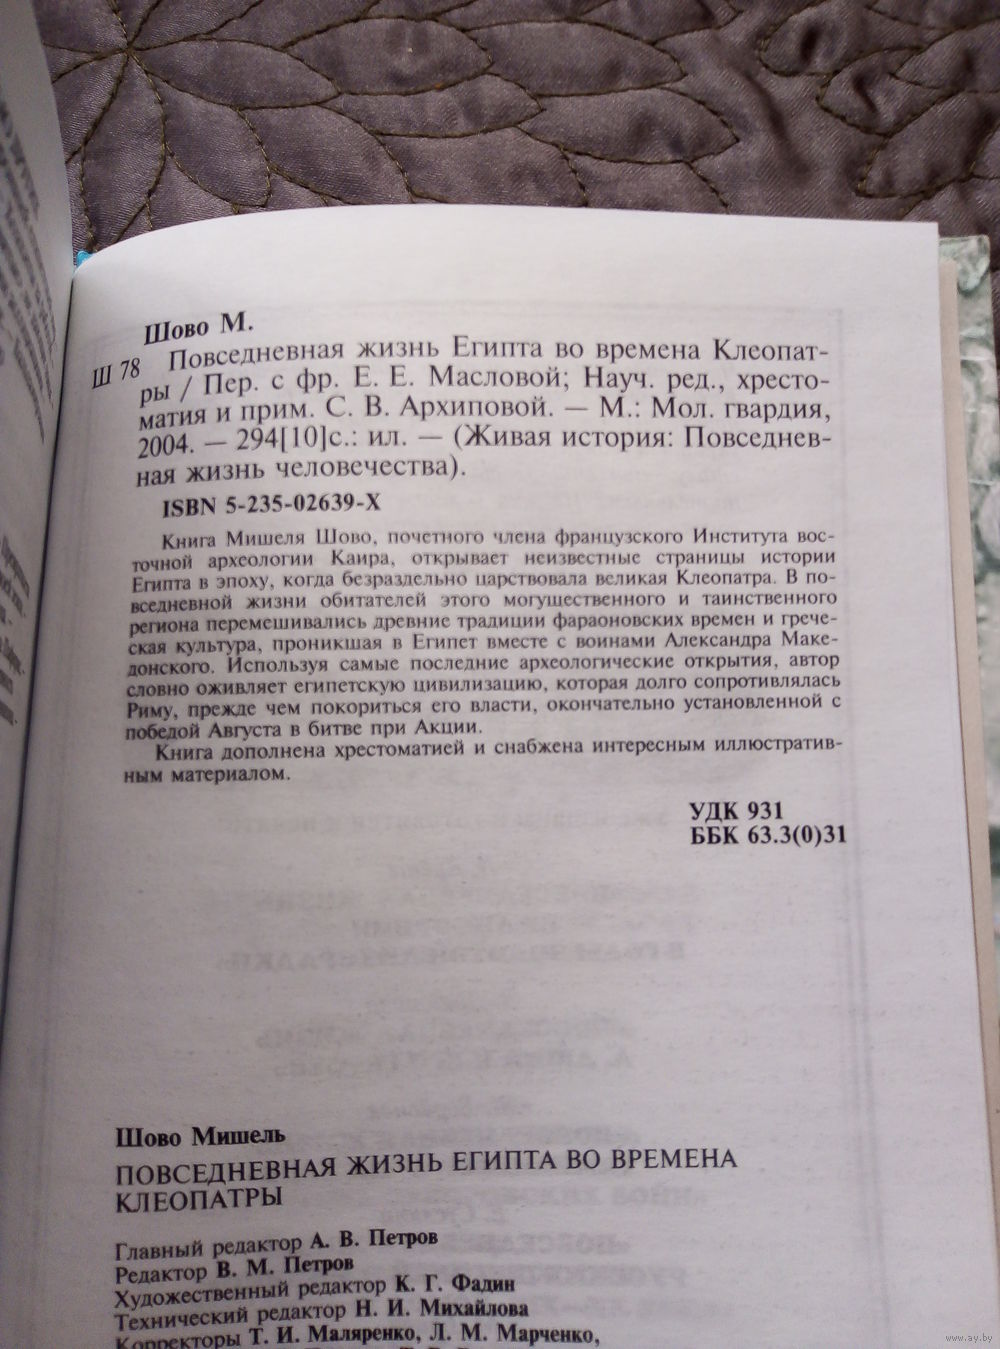 Шово М.
Ш 78 Повседневная жизнь Египта во времена Клеопат-
ры / Пер. с фр. Е. Е. Масловой; Науч. ред., хресто-
матия и прим. С. В. Архиповой. — М.: Мол. гвардия,
2004. — 294[10]с.: ил. — (Живая история: Повседнев-
ная жизнь человечества).
ISBN 5-235-02639-X
Книга Мишеля Шово, почетного члена французского Института вос-
точной археологии Каира, открывает неизвестные страницы истории
Египта в эпоху, когда безраздельно царствовала великая Клеопатра. В по-
вседневной жизни обитателей этого могущественного и таинственного
региона перемешивались древние традиции фараоновских времен и грече-
ская культура, проникшая в Египет вместе с воинами Александра Маке-
донского. Используя самые последние археологические открытия, автор
словно оживляет египетскую цивилизацию, которая долго сопротивлялась
Риму, прежде чем покориться его власти, окончательно установленной с
победой Августа в битве при Акции.
Книга дополнена хрестоматией и снабжена интересным иллюстратив-
ным материалом.
УДК 931
ББК 63.3(0)31
Шово Мишель
ПОВСЕДНЕВНАЯ ЖИЗНЬ ЕГИПТА ВО ВРЕМЕНА
КЛЕОПАТРЫ
Главный редактор А. В. Петров
Редактор В. М. Петров
Художественный редактор К. Г. Фадин
Технический редактор Н. И. Михайлова
Корректоры Т. И. Маляренко, Л. М. Марченко,
www.ay.by